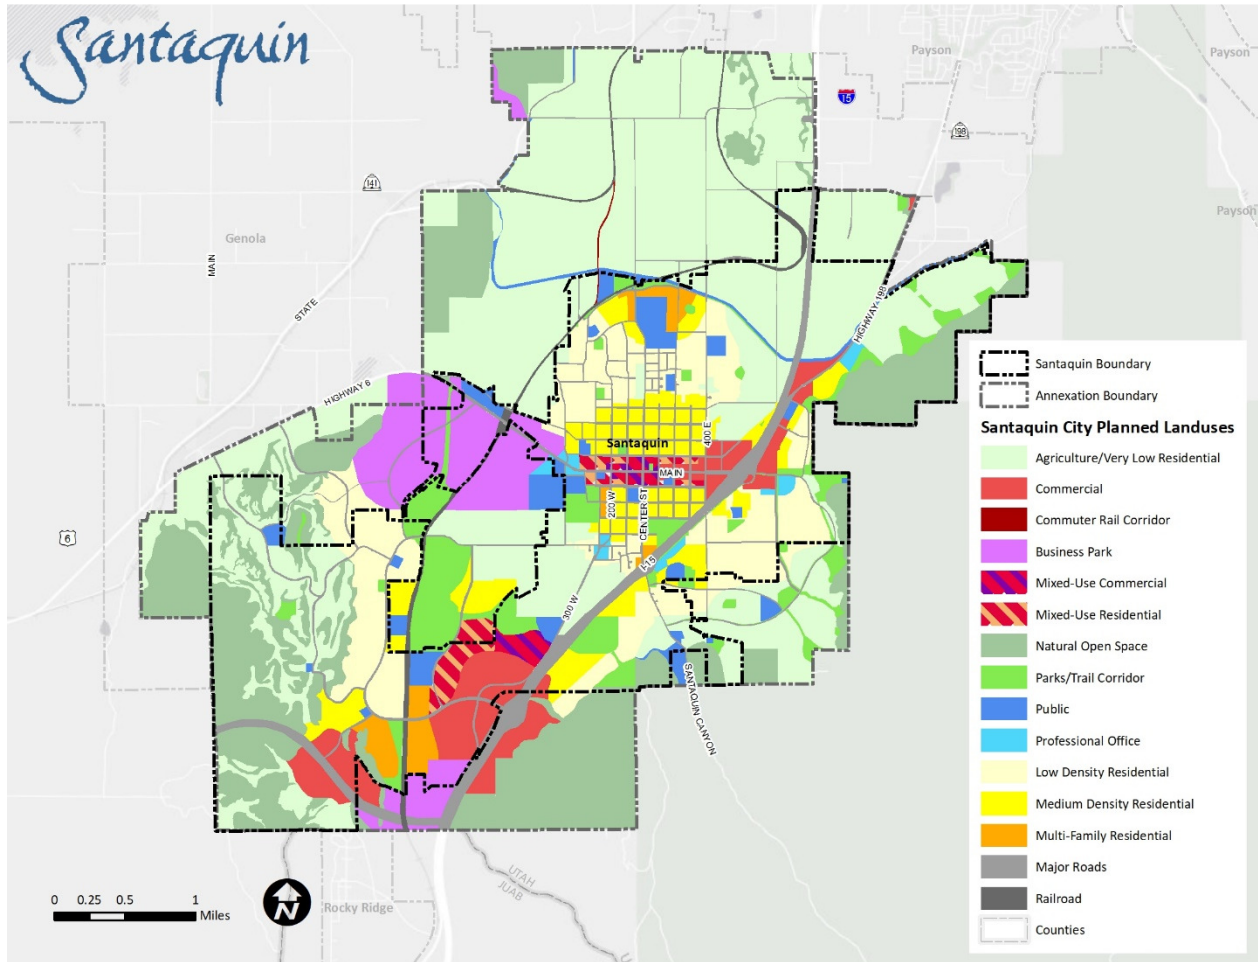 Santaquin
Payson
Payson
15
198
141
Payson
Genola
MAIN
STATE
HIGHWAY 198
HIGHWAY 6
6
Santaquin
400 E
MAIN
200 W
CENTER ST
I-15
300 W
SANTAQUIN CANYON
UTAH
JUAB
Rocky Ridge
0 0.25 0.5 1
Miles
N
Santaquin Boundary
Annexation Boundary
Santaquin City Planned Landuses
Agriculture/Very Low Residential
Commercial
Commuter Rail Corridor
Business Park
Mixed-Use Commercial
Mixed-Use Residential
Natural Open Space
Parks/Trail Corridor
Public
Professional Office
Low Density Residential
Medium Density Residential
Multi-Family Residential
Major Roads
Railroad
Counties